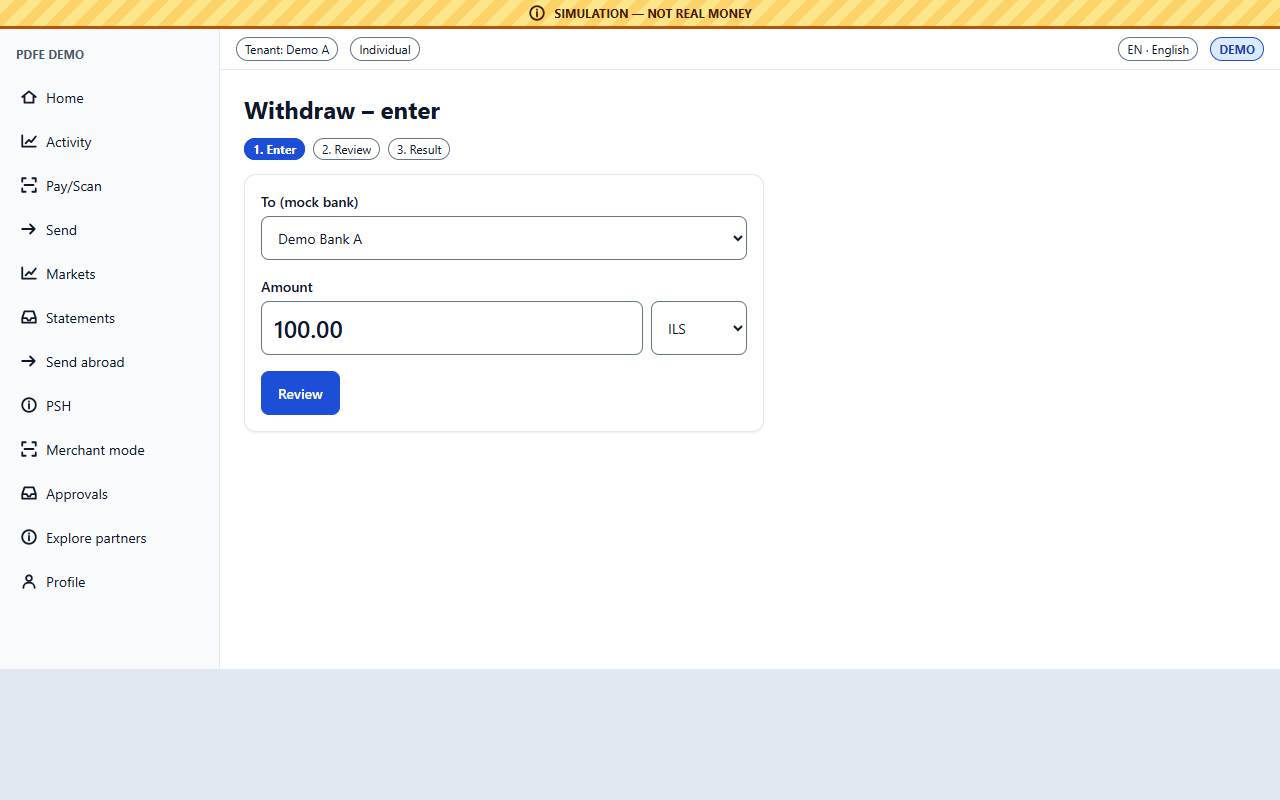 SIMULATION — NOT REAL MONEY
PDFE DEMO
Tenant: Demo A
Individual
EN · English
DEMO
Home
Activity
Pay/Scan
Send
Markets
Statements
Send abroad
PSH
Merchant mode
Approvals
Explore partners
Profile
Withdraw – enter
1. Enter
2. Review
3. Result
To (mock bank)
Demo Bank A
Amount
100.00
ILS
Review